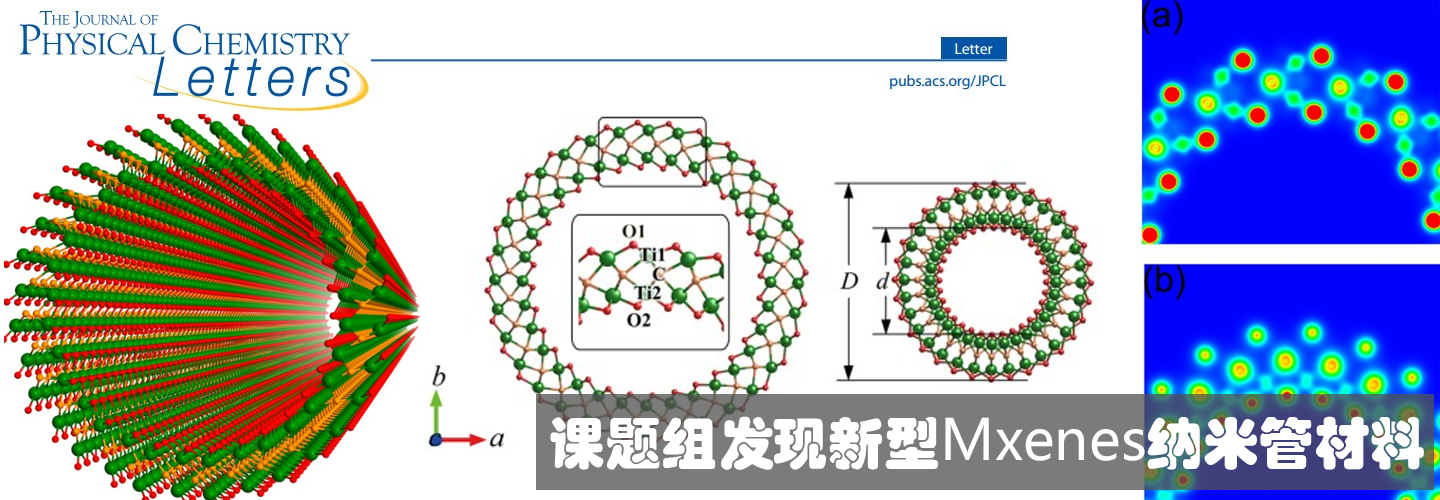 THE JOURNAL OF
PHYSICAL CHEMISTRY
Letters
Letter
pubs.acs.org/JPCL
(a)
O1
Ti1
C
Ti2
O2
D
d
(b)
b
a
课题组发现新型Mxenes纳米管材料